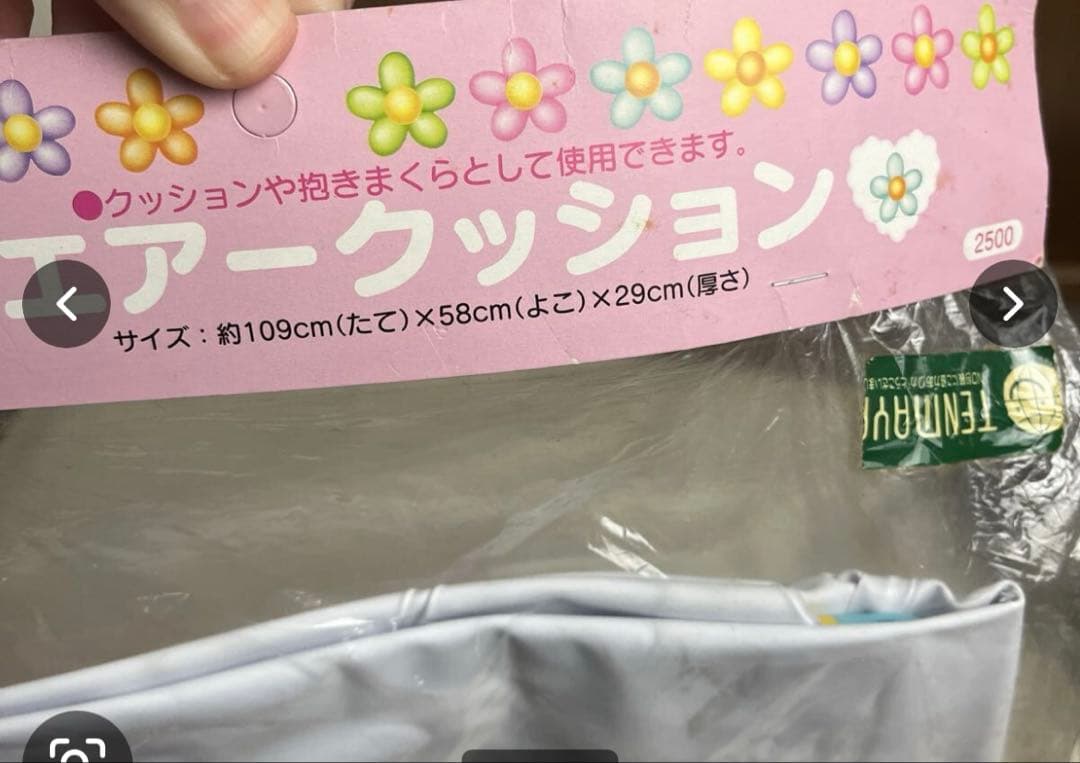 ●クッションや抱きまくらとして使用できます。
エアークッション
2500
サイズ：約109cm(たて)×58cm(よこ)×29cm(厚さ)
TENMAYA